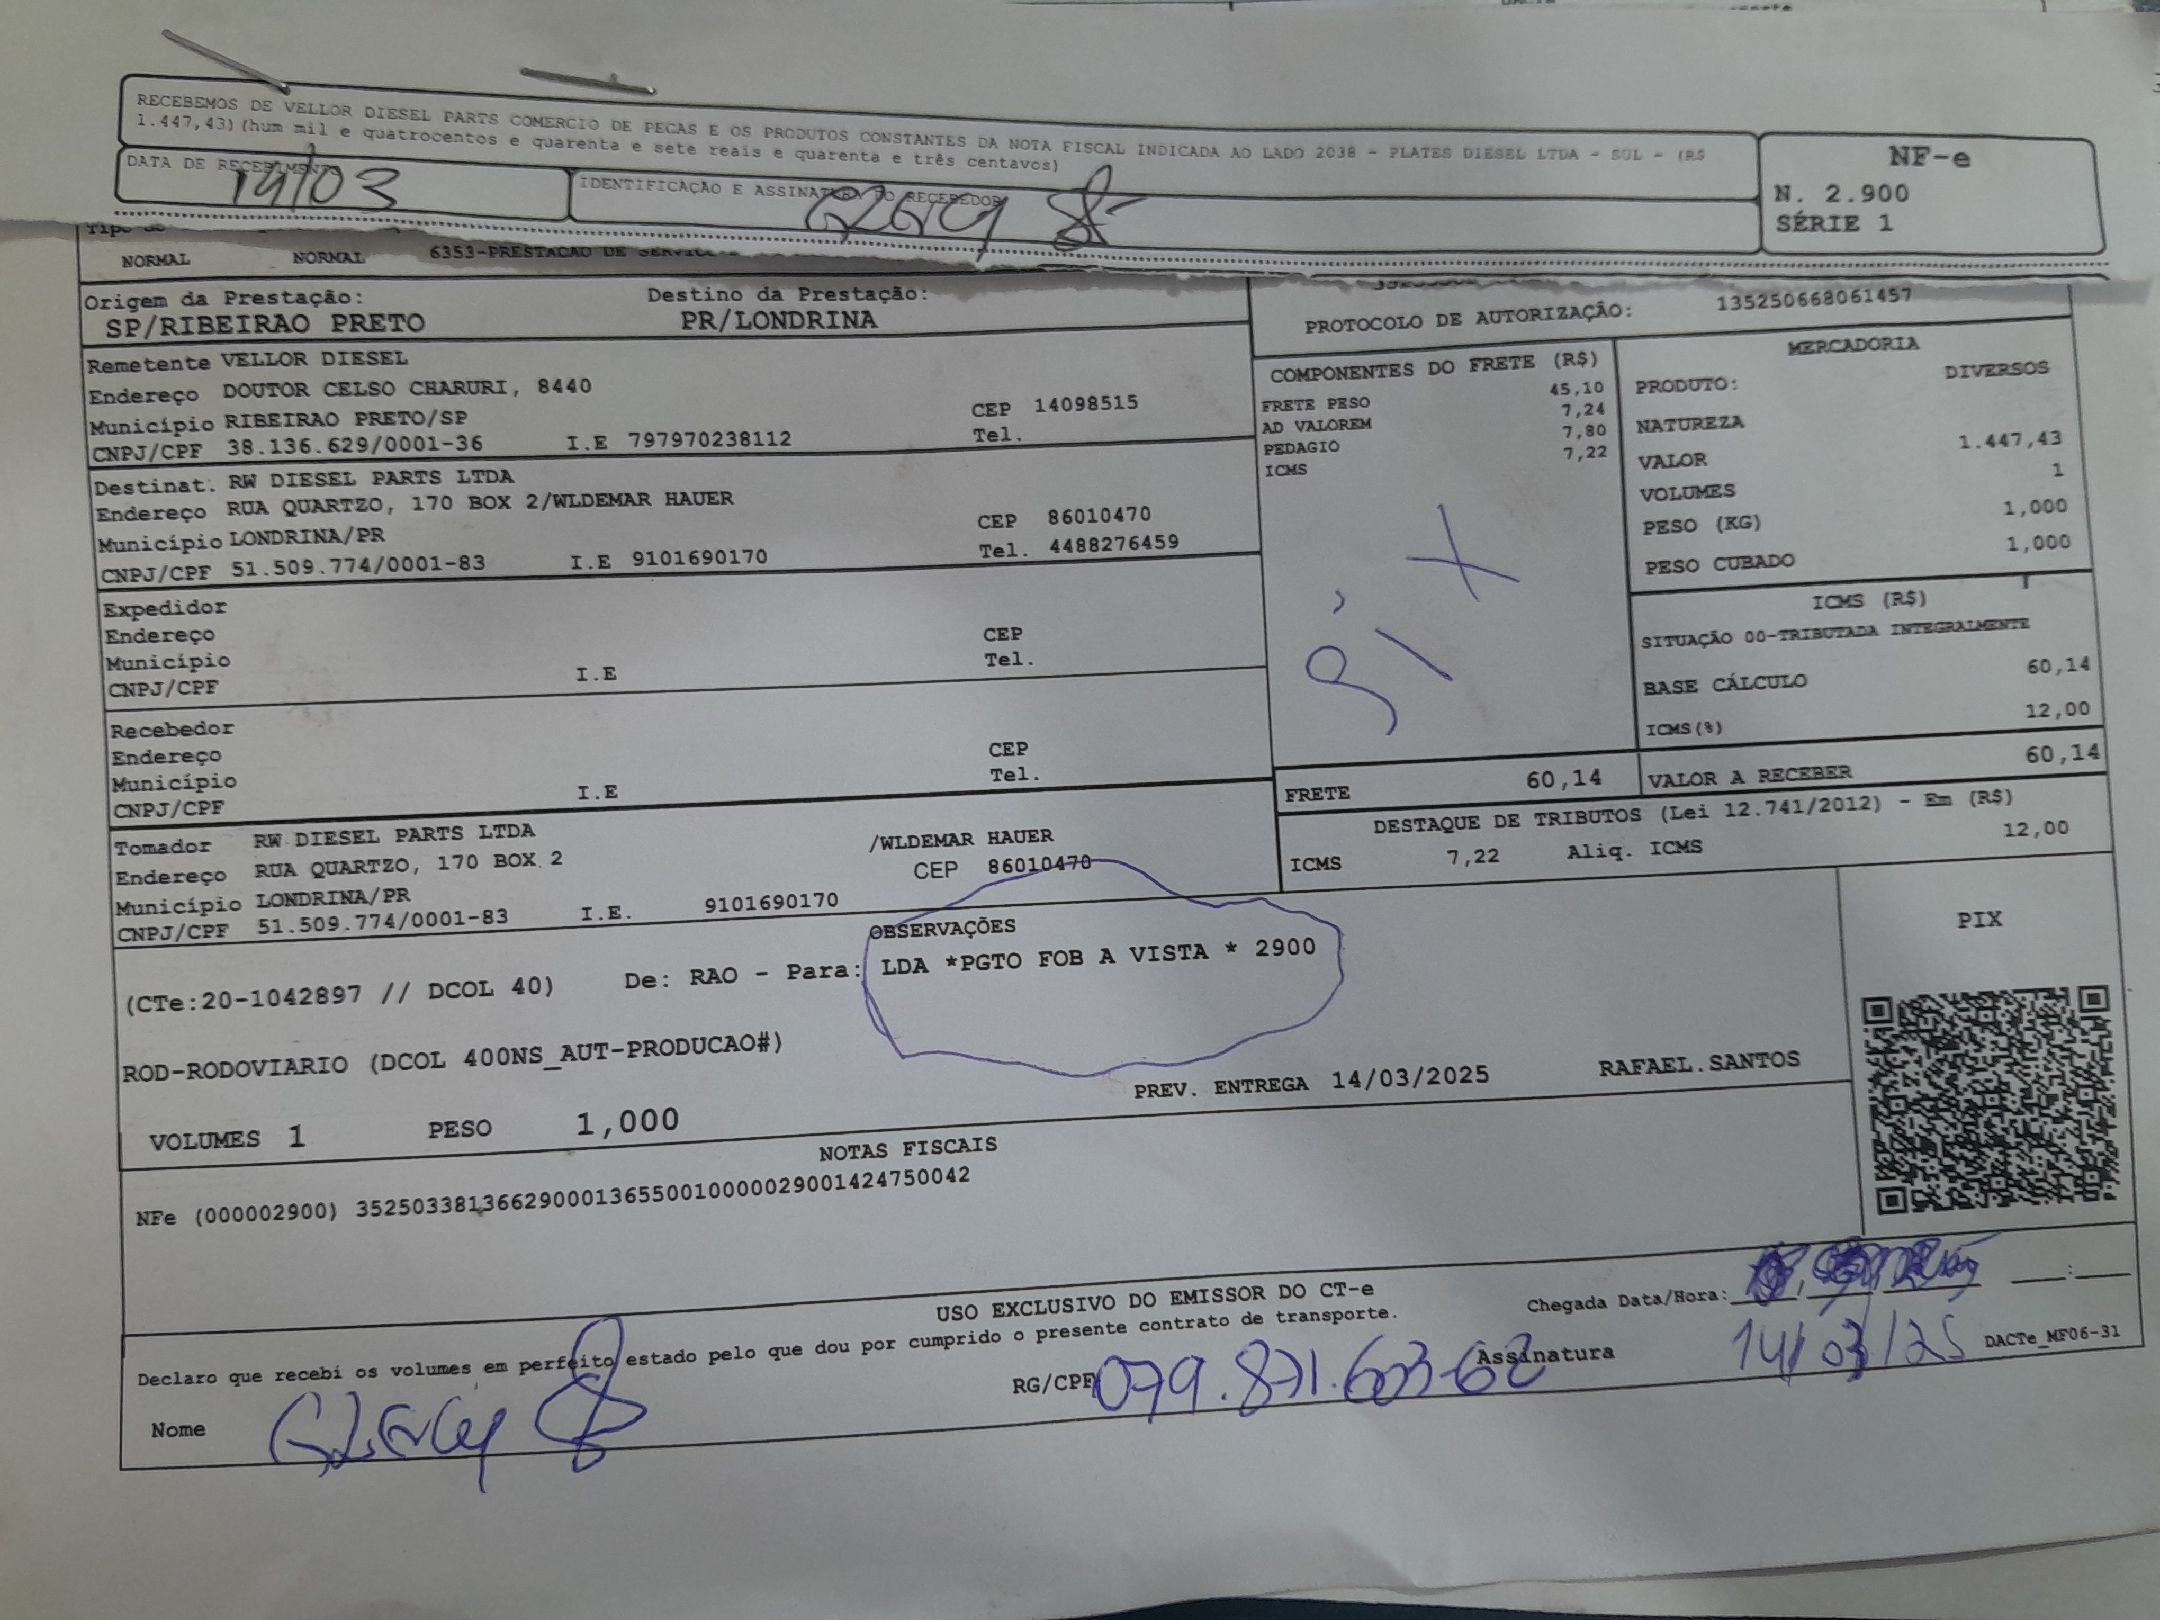 RECEBEMOS DE VELLOR DIESEL PARTS COMERCIO DE PECAS E OS PRODUTOS CONSTANTES DA NOTA FISCAL INDICADA AO LADO 2038 - PLATES DIESEL LTDA - SUL - (R$
1.447,43)(hum mil e quatrocentos e quarenta e sete reais e quarenta e três centavos)
DATA DE RECEBIMENTO
14/03
IDENTIFICAÇÃO E ASSINATURA DO RECEBEDOR
NF-e
N. 2.900
SÉRIE 1
NORMAL NORMAL 6353-PRESTACAO DE
Origem da Prestação: Destino da Prestação:
SP/RIBEIRAO PRETO PR/LONDRINA
PROTOCOLO DE AUTORIZAÇÃO: 135250668061457
Remetente VELLOR DIESEL
Endereço DOUTOR CELSO CHARURI, 8440
Município RIBEIRAO PRETO/SP CEP 14098515
CNPJ/CPF 38.136.629/0001-36 I.E 797970238112 Tel.
Destinat. RW DIESEL PARTS LTDA
Endereço RUA QUARTZO, 170 BOX 2/WLDEMAR HAUER
Município LONDRINA/PR CEP 86010470
CNPJ/CPF 51.509.774/0001-83 I.E 9101690170 Tel. 4488276459
Expedidor
Endereço
Município CEP
CNPJ/CPF I.E Tel.
Recebedor
Endereço
Município CEP
CNPJ/CPF I.E Tel.
Tomador RW DIESEL PARTS LTDA
Endereço RUA QUARTZO, 170 BOX 2 /WLDEMAR HAUER
Município LONDRINA/PR CEP 86010470
CNPJ/CPF 51.509.774/0001-83 I.E. 9101690170
COMPONENTES DO FRETE (R$)
FRETE PESO 45,10
AD VALOREM 7,24
PEDAGIO 7,80
ICMS 7,22
MERCADORIA
PRODUTO: DIVERSOS
NATUREZA
VALOR 1.447,43
VOLUMES 1
PESO (KG) 1,000
PESO CUBADO 1,000
ICMS (R$)
SITUAÇÃO 00-TRIBUTADA INTEGRALMENTE
BASE CÁLCULO 60,14
ICMS(%) 12,00
FRETE 60,14 VALOR A RECEBER 60,14
DESTAQUE DE TRIBUTOS (Lei 12.741/2012) - Em (R$)
ICMS 7,22 Aliq. ICMS 12,00
OBSERVAÇÕES
(CTe:20-1042897 // DCOL 40) De: RAO - Para: LDA *PGTO FOB A VISTA * 2900
ROD-RODOVIARIO (DCOL 400NS_AUT-PRODUCAO#)
PREV. ENTREGA 14/03/2025 RAFAEL.SANTOS
VOLUMES 1 PESO 1,000
PIX
NOTAS FISCAIS
NFe (000002900) 35250338136629000136550010000029001424750042
USO EXCLUSIVO DO EMISSOR DO CT-e
Declaro que recebi os volumes em perfeito estado pelo que dou por cumprido o presente contrato de transporte.
Chegada Data/Hora:
14/03/25
Nome
RG/CPF 079.871.603-62 Assinatura
DACTe_MF06-31